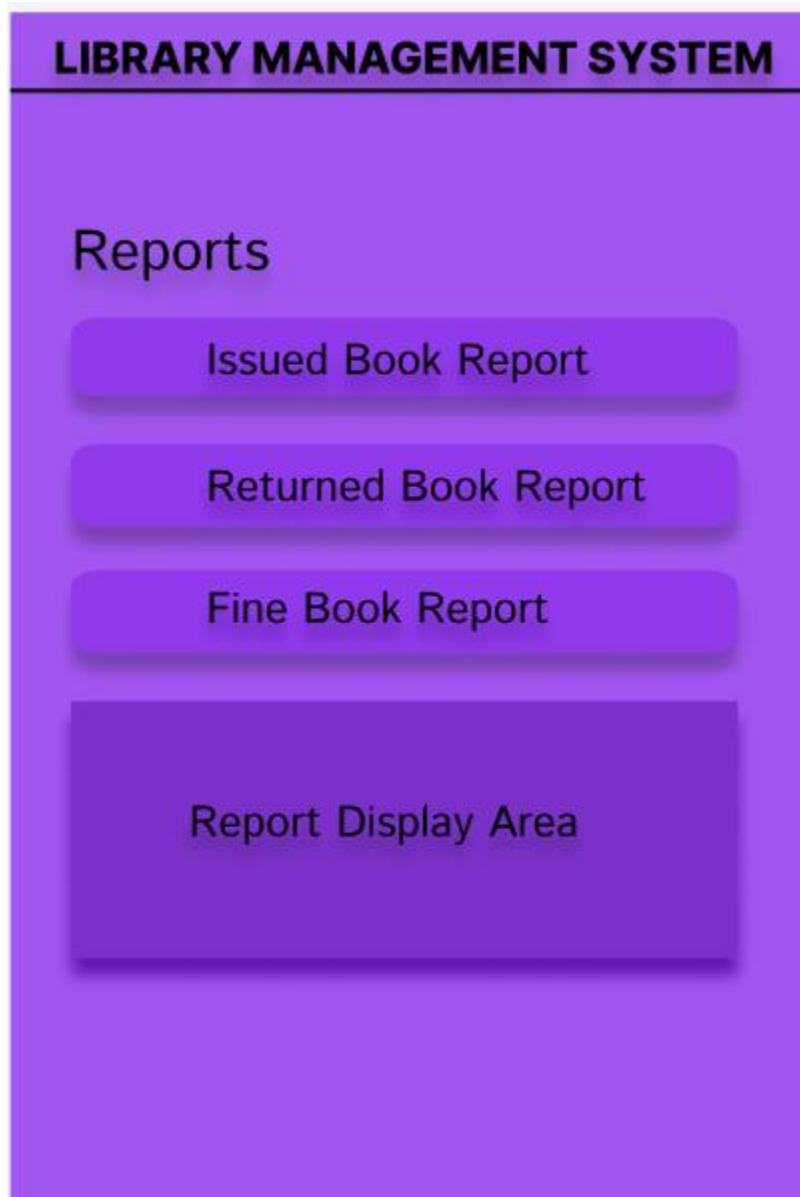 LIBRARY MANAGEMENT SYSTEM
Reports
Issued Book Report
Returned Book Report
Fine Book Report
Report Display Area